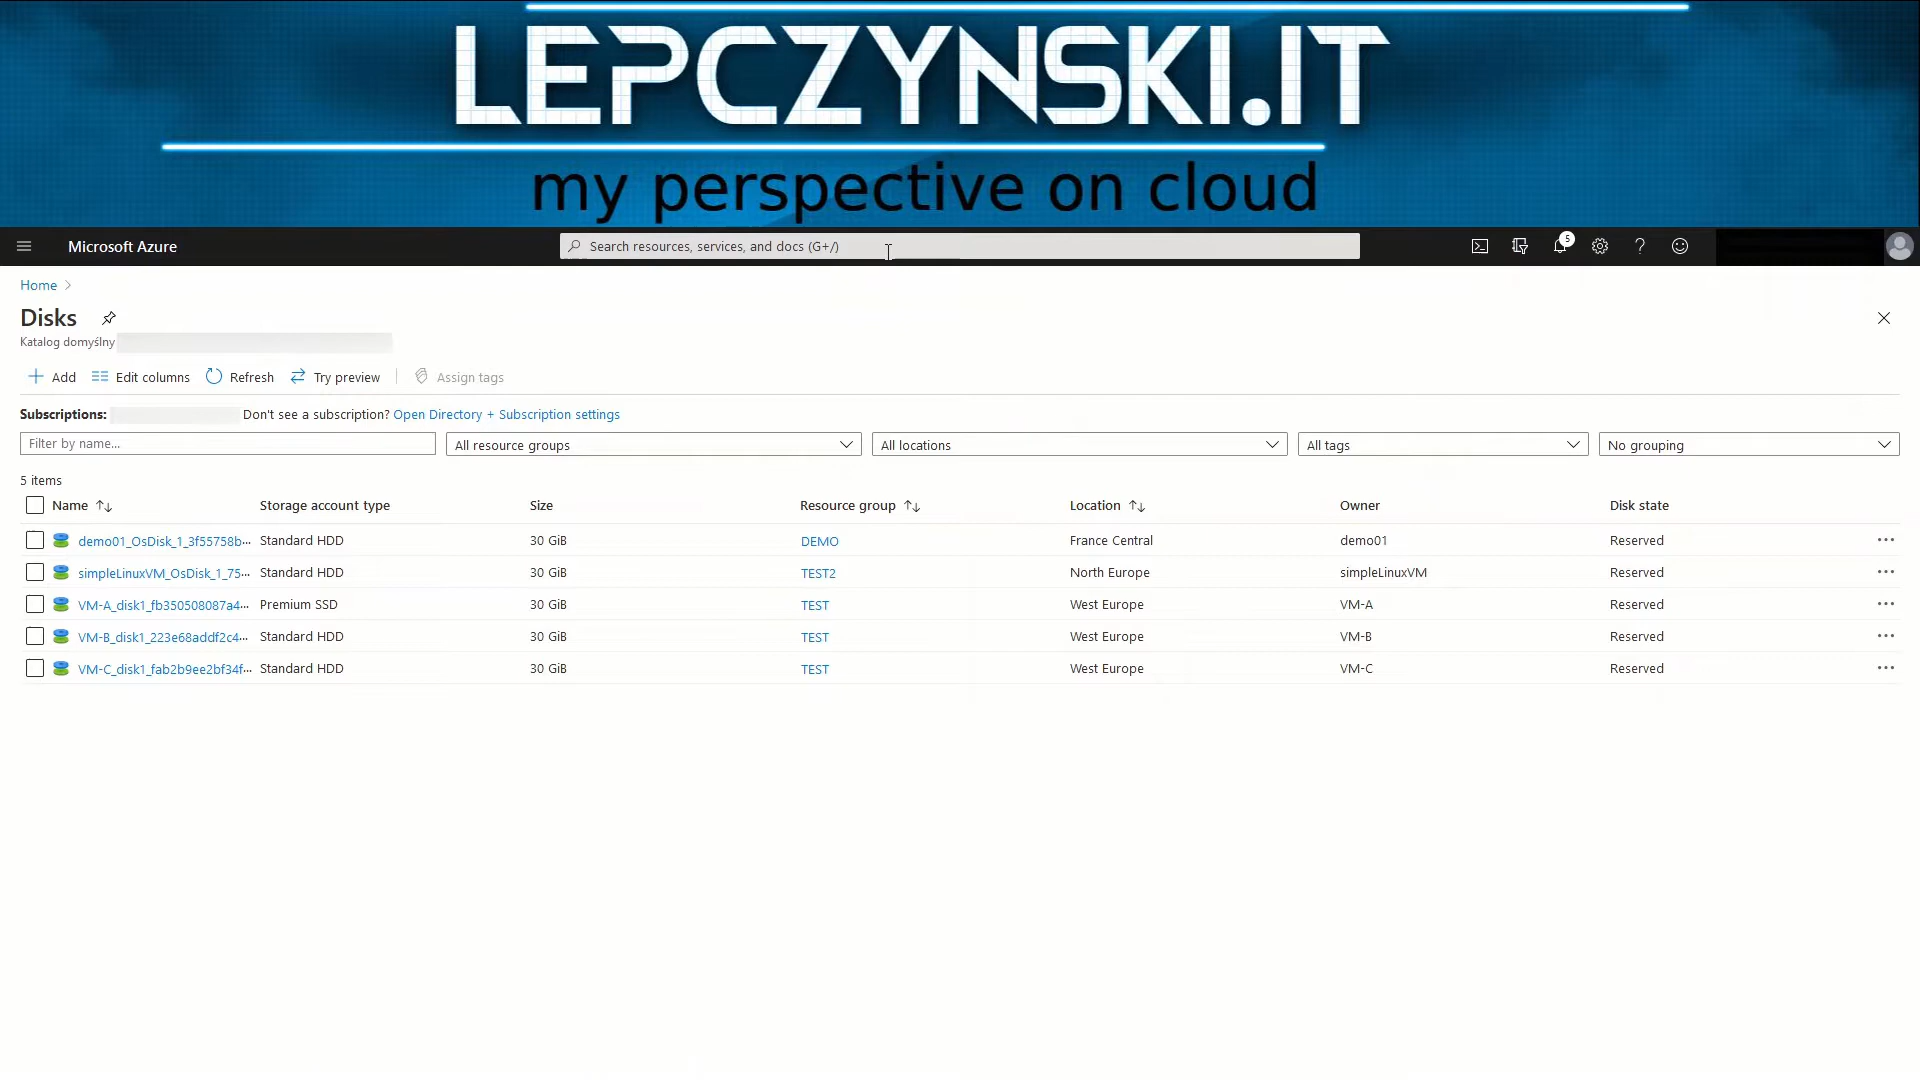 LEPCZYNSKI.IT
my perspective on cloud
Microsoft Azure
Search resources, services, and docs (G+/)
5
Home
Disks
Katalog domyślny
Add
Edit columns
Refresh
Try preview
Assign tags
Subscriptions: Don't see a subscription? Open Directory + Subscription settings
Filter by name...
All resource groups
All locations
All tags
No grouping
5 items
Name Storage account type Size Resource group Location Owner Disk state
demo01_OsDisk_1_3f55758b... Standard HDD 30 GiB DEMO France Central demo01 Reserved
simpleLinuxVM_OsDisk_1_75... Standard HDD 30 GiB TEST2 North Europe simpleLinuxVM Reserved
VM-A_disk1_fb350508087a4... Premium SSD 30 GiB TEST West Europe VM-A Reserved
VM-B_disk1_223e68addf2c4... Standard HDD 30 GiB TEST West Europe VM-B Reserved
VM-C_disk1_fab2b9ee2bf34f... Standard HDD 30 GiB TEST West Europe VM-C Reserved